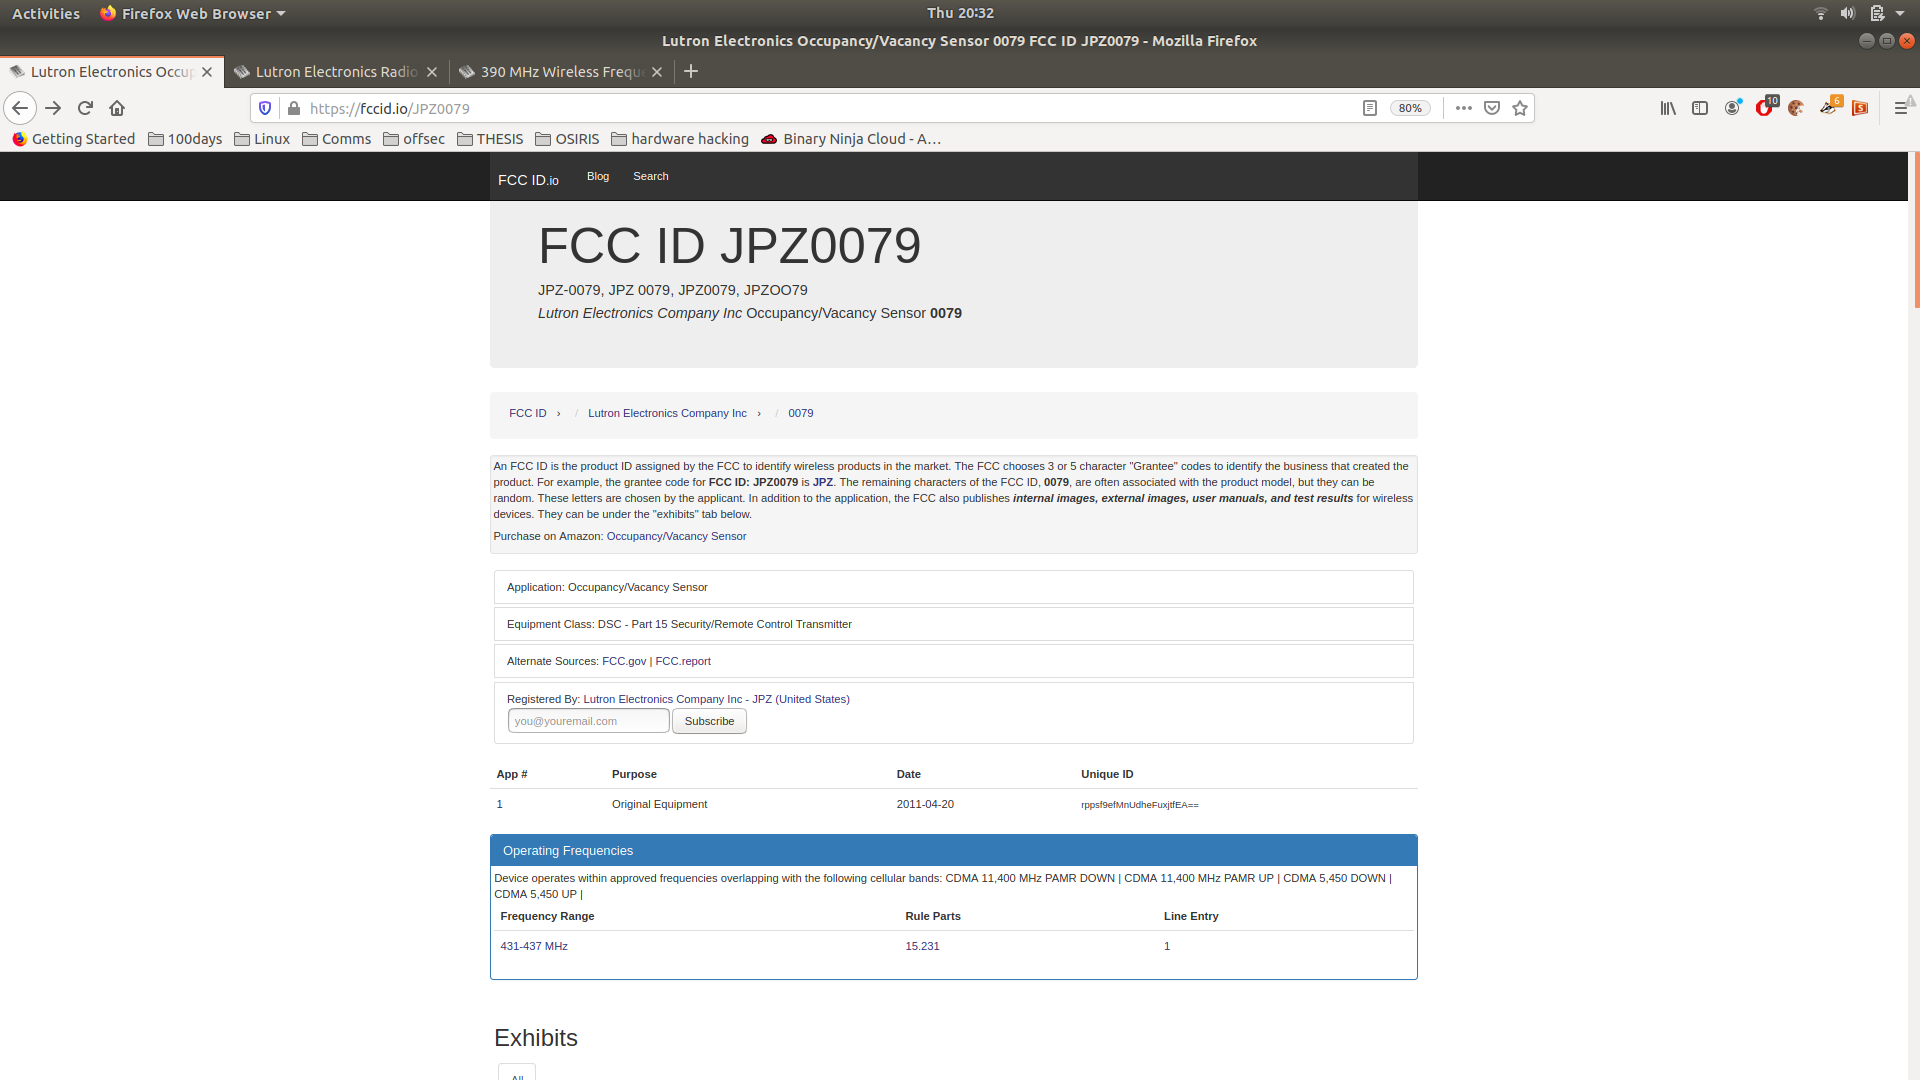 Activities Firefox Web Browser Thu 20:32
Lutron Electronics Occupancy/Vacancy Sensor 0079 FCC ID JPZ0079 - Mozilla Firefox
Lutron Electronics Occup Lutron Electronics Radio 390 MHz Wireless Frequ
https://fccid.io/JPZ0079 80% 10 6
Getting Started 100days Linux Comms offsec THESIS OSIRIS hardware hacking Binary Ninja Cloud - A…
FCC ID.io Blog Search
FCC ID JPZ0079
JPZ-0079, JPZ 0079, JPZ0079, JPZOO79
Lutron Electronics Company Inc Occupancy/Vacancy Sensor 0079
FCC ID › / Lutron Electronics Company Inc › / 0079
An FCC ID is the product ID assigned by the FCC to identify wireless products in the market. The FCC chooses 3 or 5 character "Grantee" codes to identify the business that created the
product. For example, the grantee code for FCC ID: JPZ0079 is JPZ. The remaining characters of the FCC ID, 0079, are often associated with the product model, but they can be
random. These letters are chosen by the applicant. In addition to the application, the FCC also publishes internal images, external images, user manuals, and test results for wireless
devices. They can be under the "exhibits" tab below.
Purchase on Amazon: Occupancy/Vacancy Sensor
Application: Occupancy/Vacancy Sensor
Equipment Class: DSC - Part 15 Security/Remote Control Transmitter
Alternate Sources: FCC.gov | FCC.report
Registered By: Lutron Electronics Company Inc - JPZ (United States)
you@youremail.com Subscribe
App # Purpose Date Unique ID
1 Original Equipment 2011-04-20 rppsf9efMnUdheFuxjtfEA==
Operating Frequencies
Device operates within approved frequencies overlapping with the following cellular bands: CDMA 11,400 MHz PAMR DOWN | CDMA 11,400 MHz PAMR UP | CDMA 5,450 DOWN |
CDMA 5,450 UP |
Frequency Range Rule Parts Line Entry
431-437 MHz 15.231 1
Exhibits
All